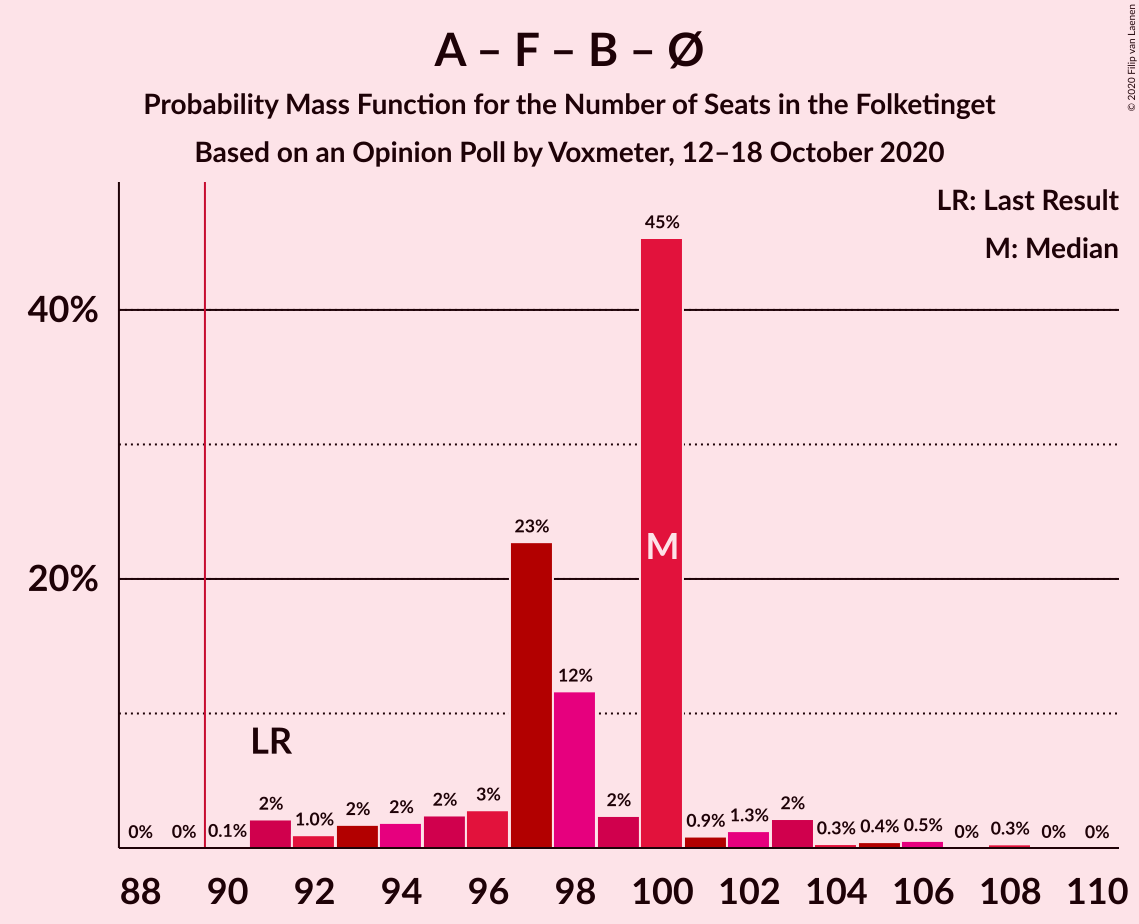 A – F – B – Ø
Probability Mass Function for the Number of Seats in the Folketinget
Based on an Opinion Poll by Voxmeter, 12–18 October 2020
© 2020 Filip van Laenen
LR: Last Result
M: Median
45%
40%
23%
M
20%
12%
LR
0% 0% 0.1% 2% 1.0% 2% 2% 2% 3% 2% 0.9% 1.3% 2% 0.3% 0.4% 0.5% 0% 0.3% 0% 0%
88 90 92 94 96 98 100 102 104 106 108 110